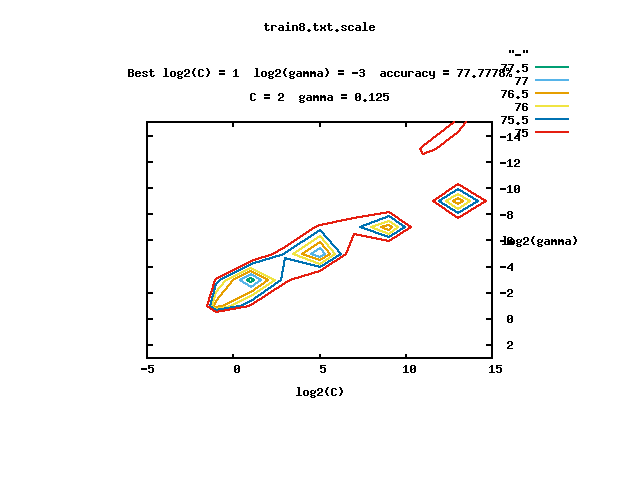 train8.txt.scale
"-"
Best log2(C) = 1  log2(gamma) = -3  accuracy = 77.7778%
77.5
77
C = 2  gamma = 0.125
76.5
76
75.5
75
-14
-12
-10
-8
-6
log2(gamma)
-4
-2
0
2
-5 0 5 10 15
log2(C)